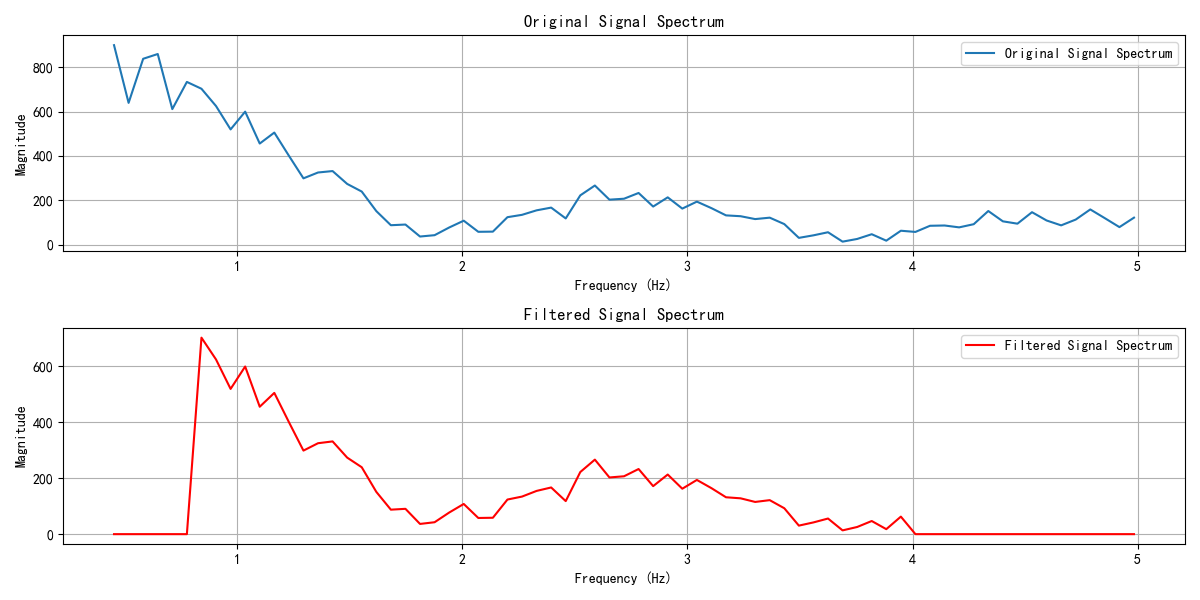 Original Signal Spectrum
Original Signal Spectrum
Magnitude
800
600
400
200
0
1 2 3 4 5
Frequency (Hz)
Filtered Signal Spectrum
Filtered Signal Spectrum
Magnitude
600
400
200
0
1 2 3 4 5
Frequency (Hz)